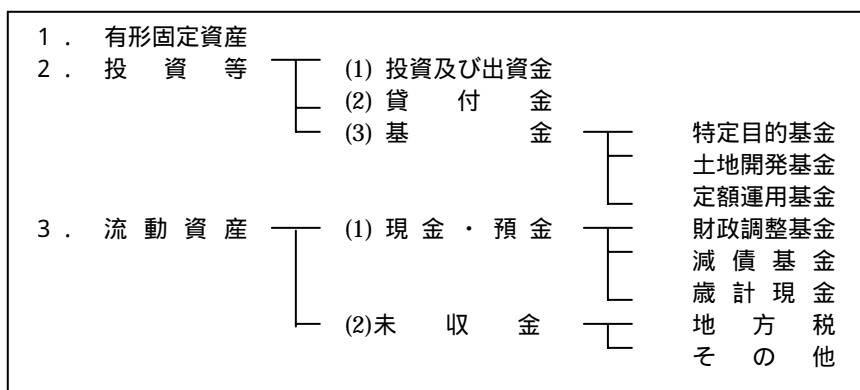 1. 有形固定資産
2. 投資等 (1) 投資及び出資金
(2) 貸付金
(3) 基金 特定目的基金
土地開発基金
定額運用基金
3. 流動資産 (1) 現金・預金 財政調整基金
減債基金
歳計現金
(2)未収金 地方税
その他